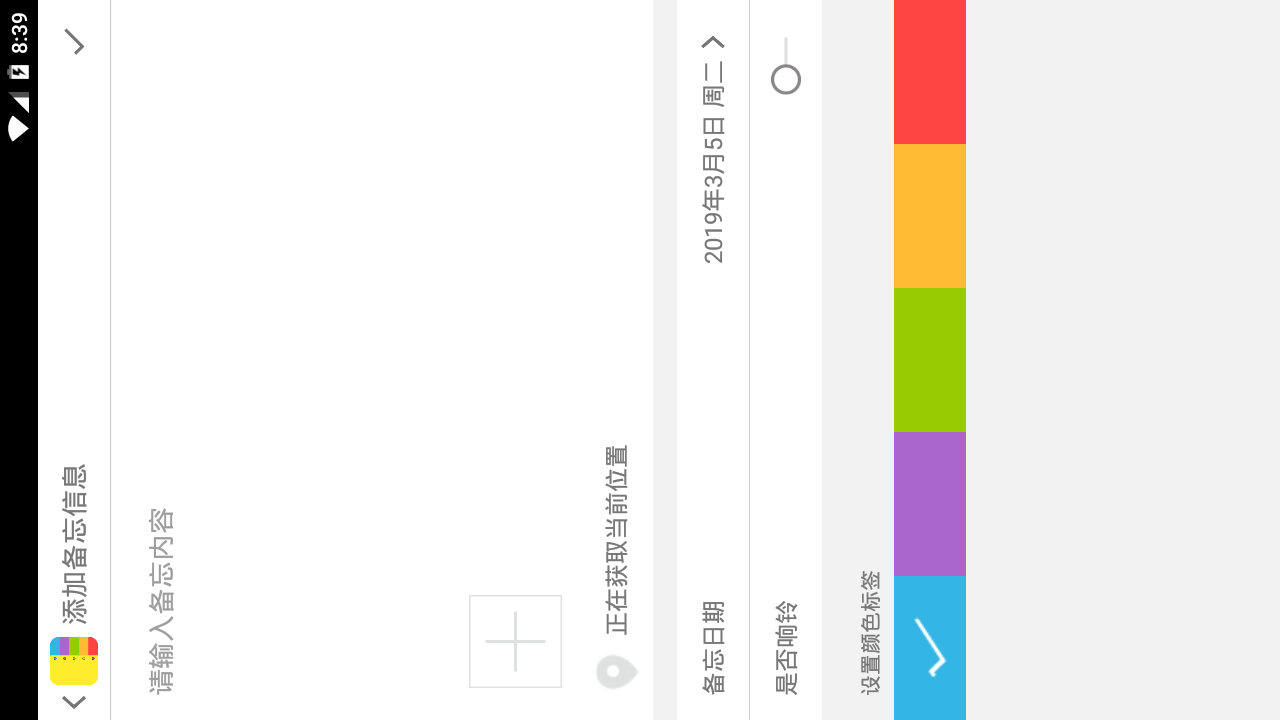 8:39
添加备忘信息
请输入备忘内容
正在获取当前位置
备忘日期
2019年3月5日 周二
是否响铃
设置颜色标签